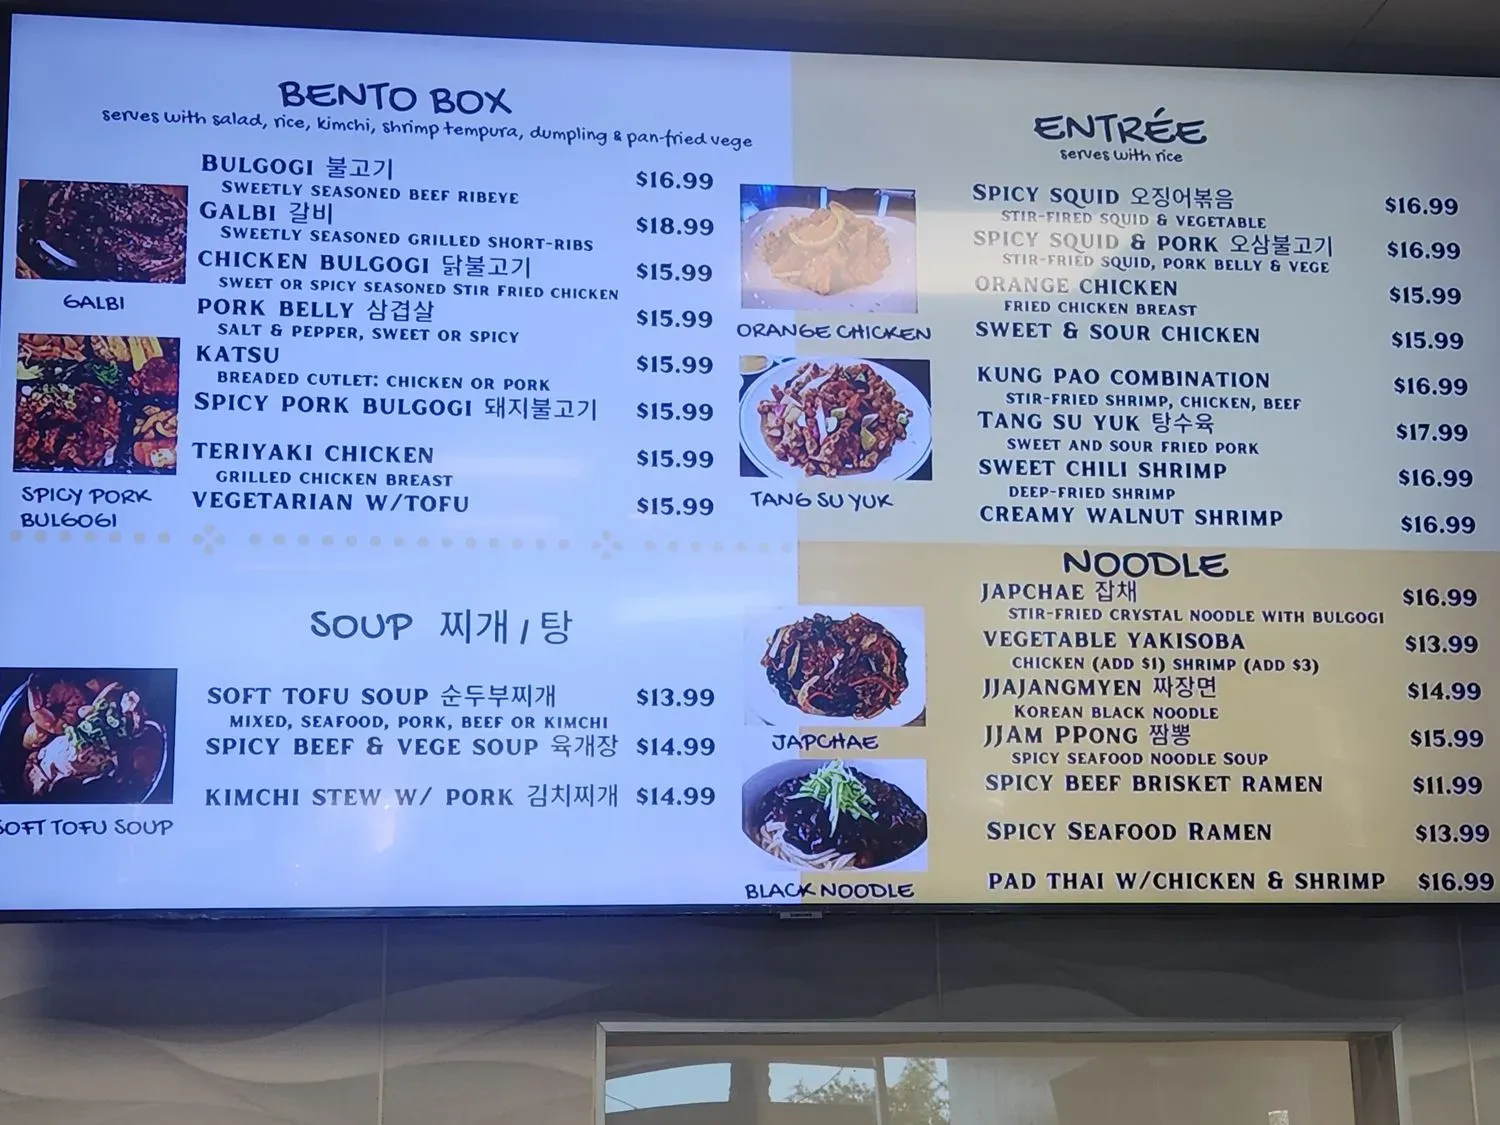 BENTO BOX
serves with salad, rice, kimchi, shrimp tempura, dumpling & pan-fried vege
BULGOGI 불고기 $16.99
SWEETLY SEASONED BEEF RIBEYE
GALBI 갈비 $18.99
SWEETLY SEASONED GRILLED SHORT-RIBS
CHICKEN BULGOGI 닭불고기 $15.99
SWEET OR SPICY SEASONED STIR FRIED CHICKEN
PORK BELLY 삼겹살 $15.99
SALT & PEPPER, SWEET OR SPICY
KATSU $15.99
BREADED CUTLET: CHICKEN OR PORK
SPICY PORK BULGOGI 돼지불고기 $15.99
TERIYAKI CHICKEN $15.99
GRILLED CHICKEN BREAST
VEGETARIAN W/TOFU $15.99
GALBI
SPICY PORK
BULGOGI
SOUP 찌개 / 탕
SOFT TOFU SOUP 순두부찌개 $13.99
MIXED, SEAFOOD, PORK, BEEF OR KIMCHI
SPICY BEEF & VEGE SOUP 육개장 $14.99
KIMCHI STEW W/ PORK 김치찌개 $14.99
SOFT TOFU SOUP
ENTRÉE
serves with rice
SPICY SQUID 오징어볶음 $16.99
STIR-FIRED SQUID & VEGETABLE
SPICY SQUID & PORK 오삼불고기 $16.99
STIR-FRIED SQUID, PORK BELLY & VEGE
ORANGE CHICKEN $15.99
FRIED CHICKEN BREAST
SWEET & SOUR CHICKEN $15.99
KUNG PAO COMBINATION $16.99
STIR-FRIED SHRIMP, CHICKEN, BEEF
TANG SU YUK 탕수육 $17.99
SWEET AND SOUR FRIED PORK
SWEET CHILI SHRIMP $16.99
DEEP-FRIED SHRIMP
CREAMY WALNUT SHRIMP $16.99
ORANGE CHICKEN
TANG SU YUK
NOODLE
JAPCHAE 잡채 $16.99
STIR-FRIED CRYSTAL NOODLE WITH BULGOGI
VEGETABLE YAKISOBA $13.99
CHICKEN (ADD $1) SHRIMP (ADD $3)
JJAJANGMYEN 짜장면 $14.99
KOREAN BLACK NOODLE
JJAM PPONG 짬뽕 $15.99
SPICY SEAFOOD NOODLE SOUP
SPICY BEEF BRISKET RAMEN $11.99
SPICY SEAFOOD RAMEN $13.99
PAD THAI W/CHICKEN & SHRIMP $16.99
JAPCHAE
BLACK NOODLE
SAMSUNG